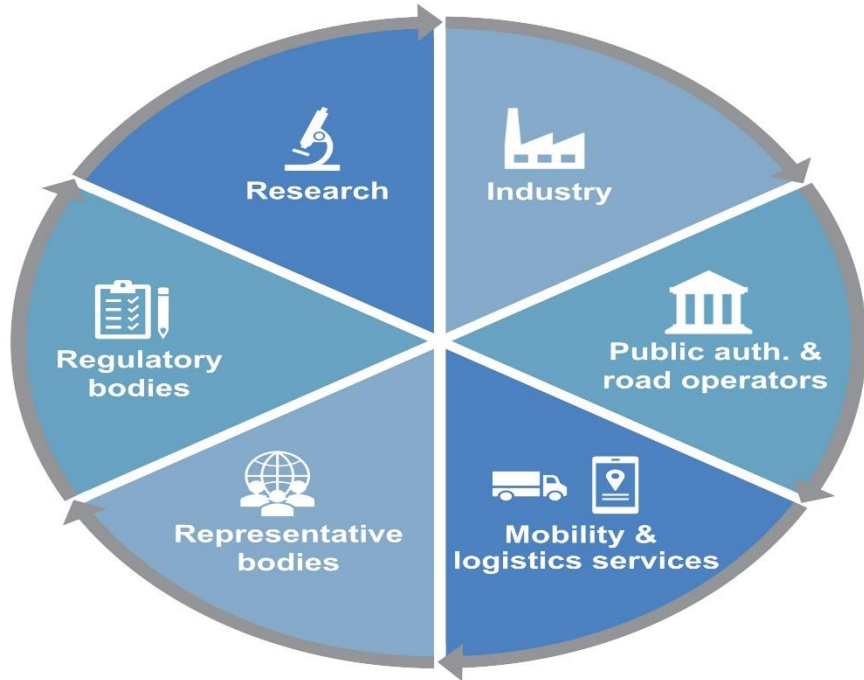 Research
Industry
Regulatory
bodies
Public auth. &
road operators
Representative
bodies
Mobility &
logistics services